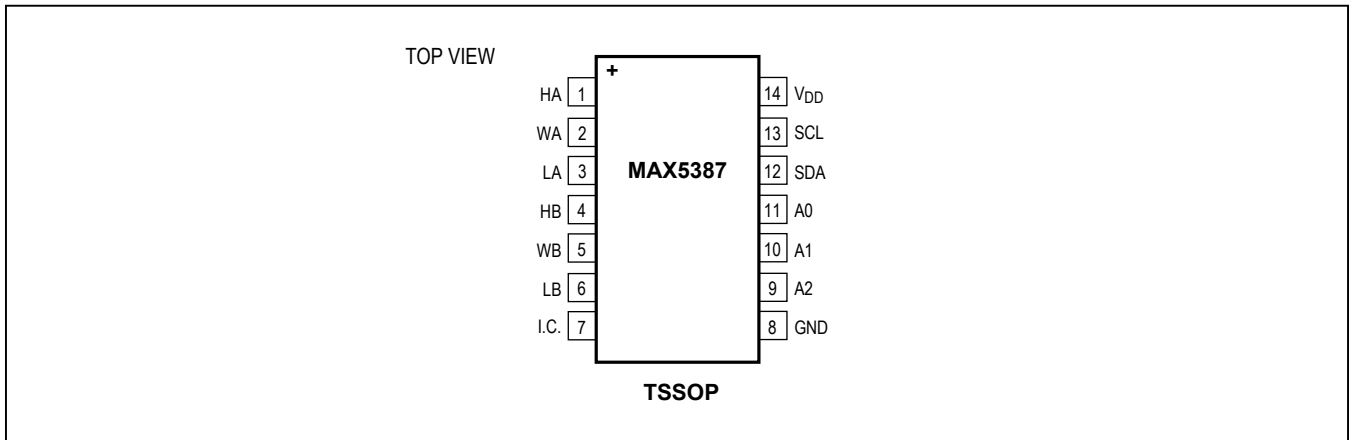 TOP VIEW
+
HA 1 14 VDD
WA 2 13 SCL
LA 3 MAX5387 12 SDA
HB 4 11 A0
WB 5 10 A1
LB 6 9 A2
I.C. 7 8 GND
TSSOP